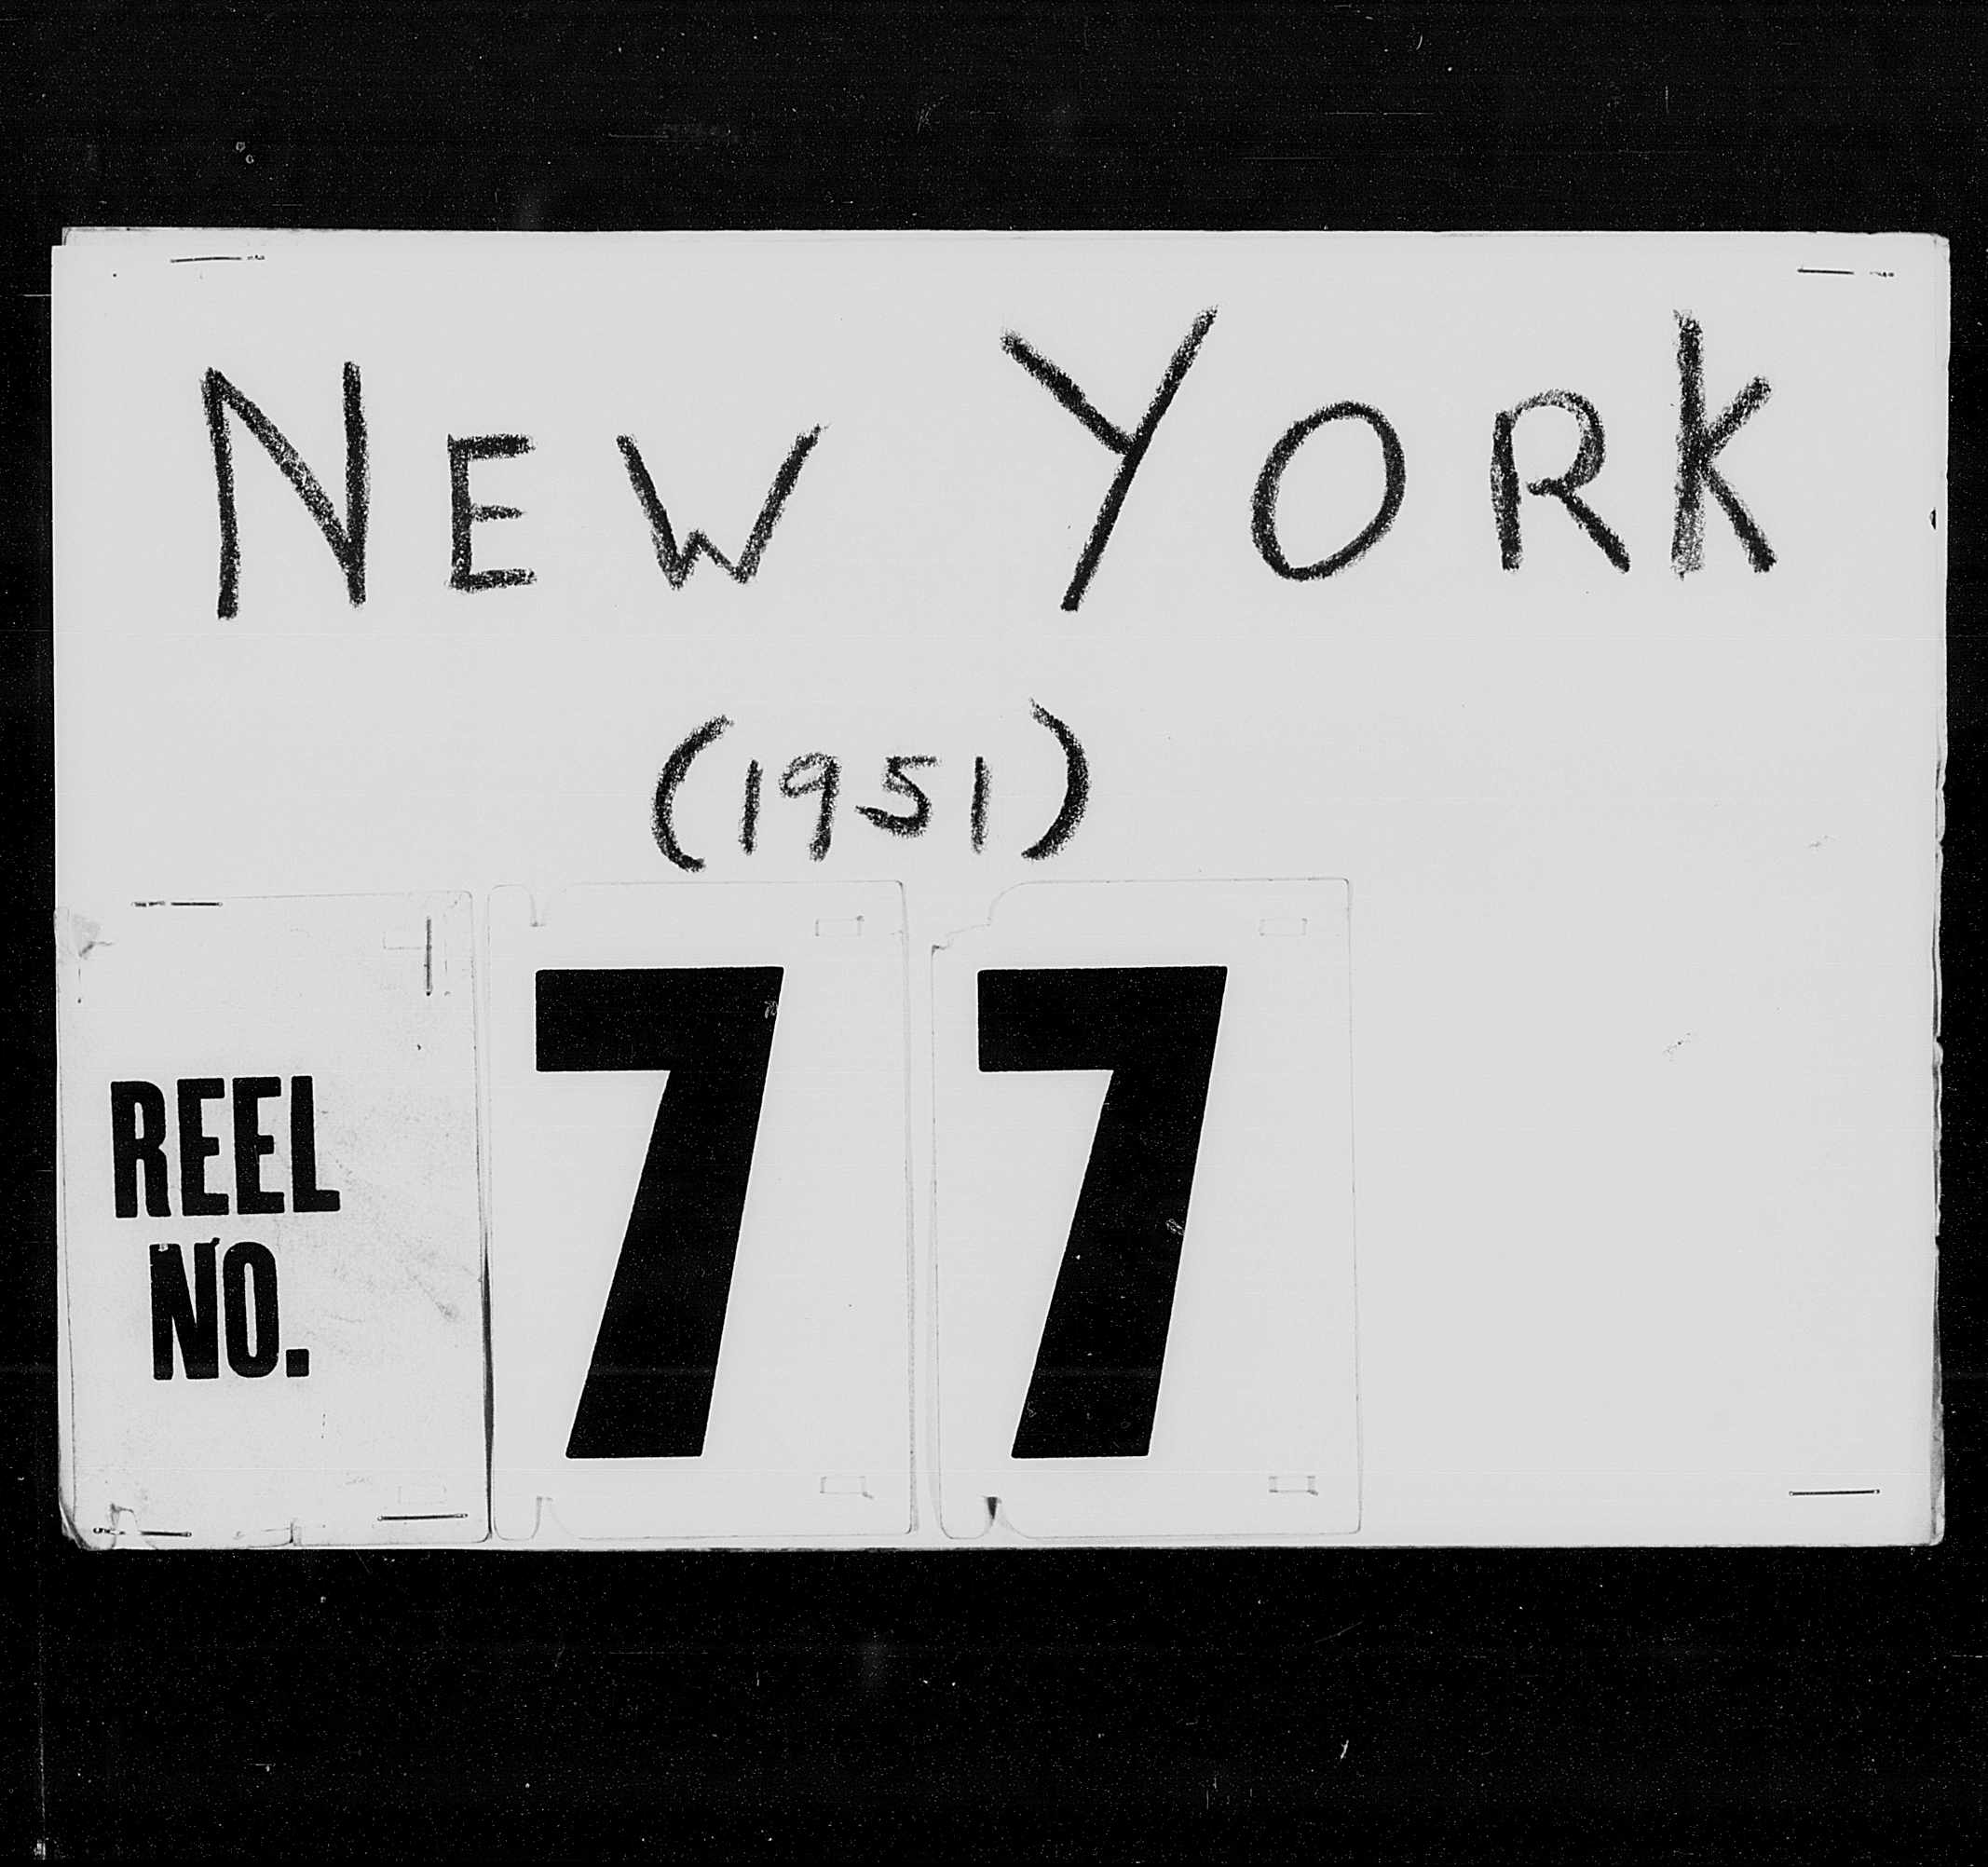 NEW YORK
(1951)
REEL
NO.
77